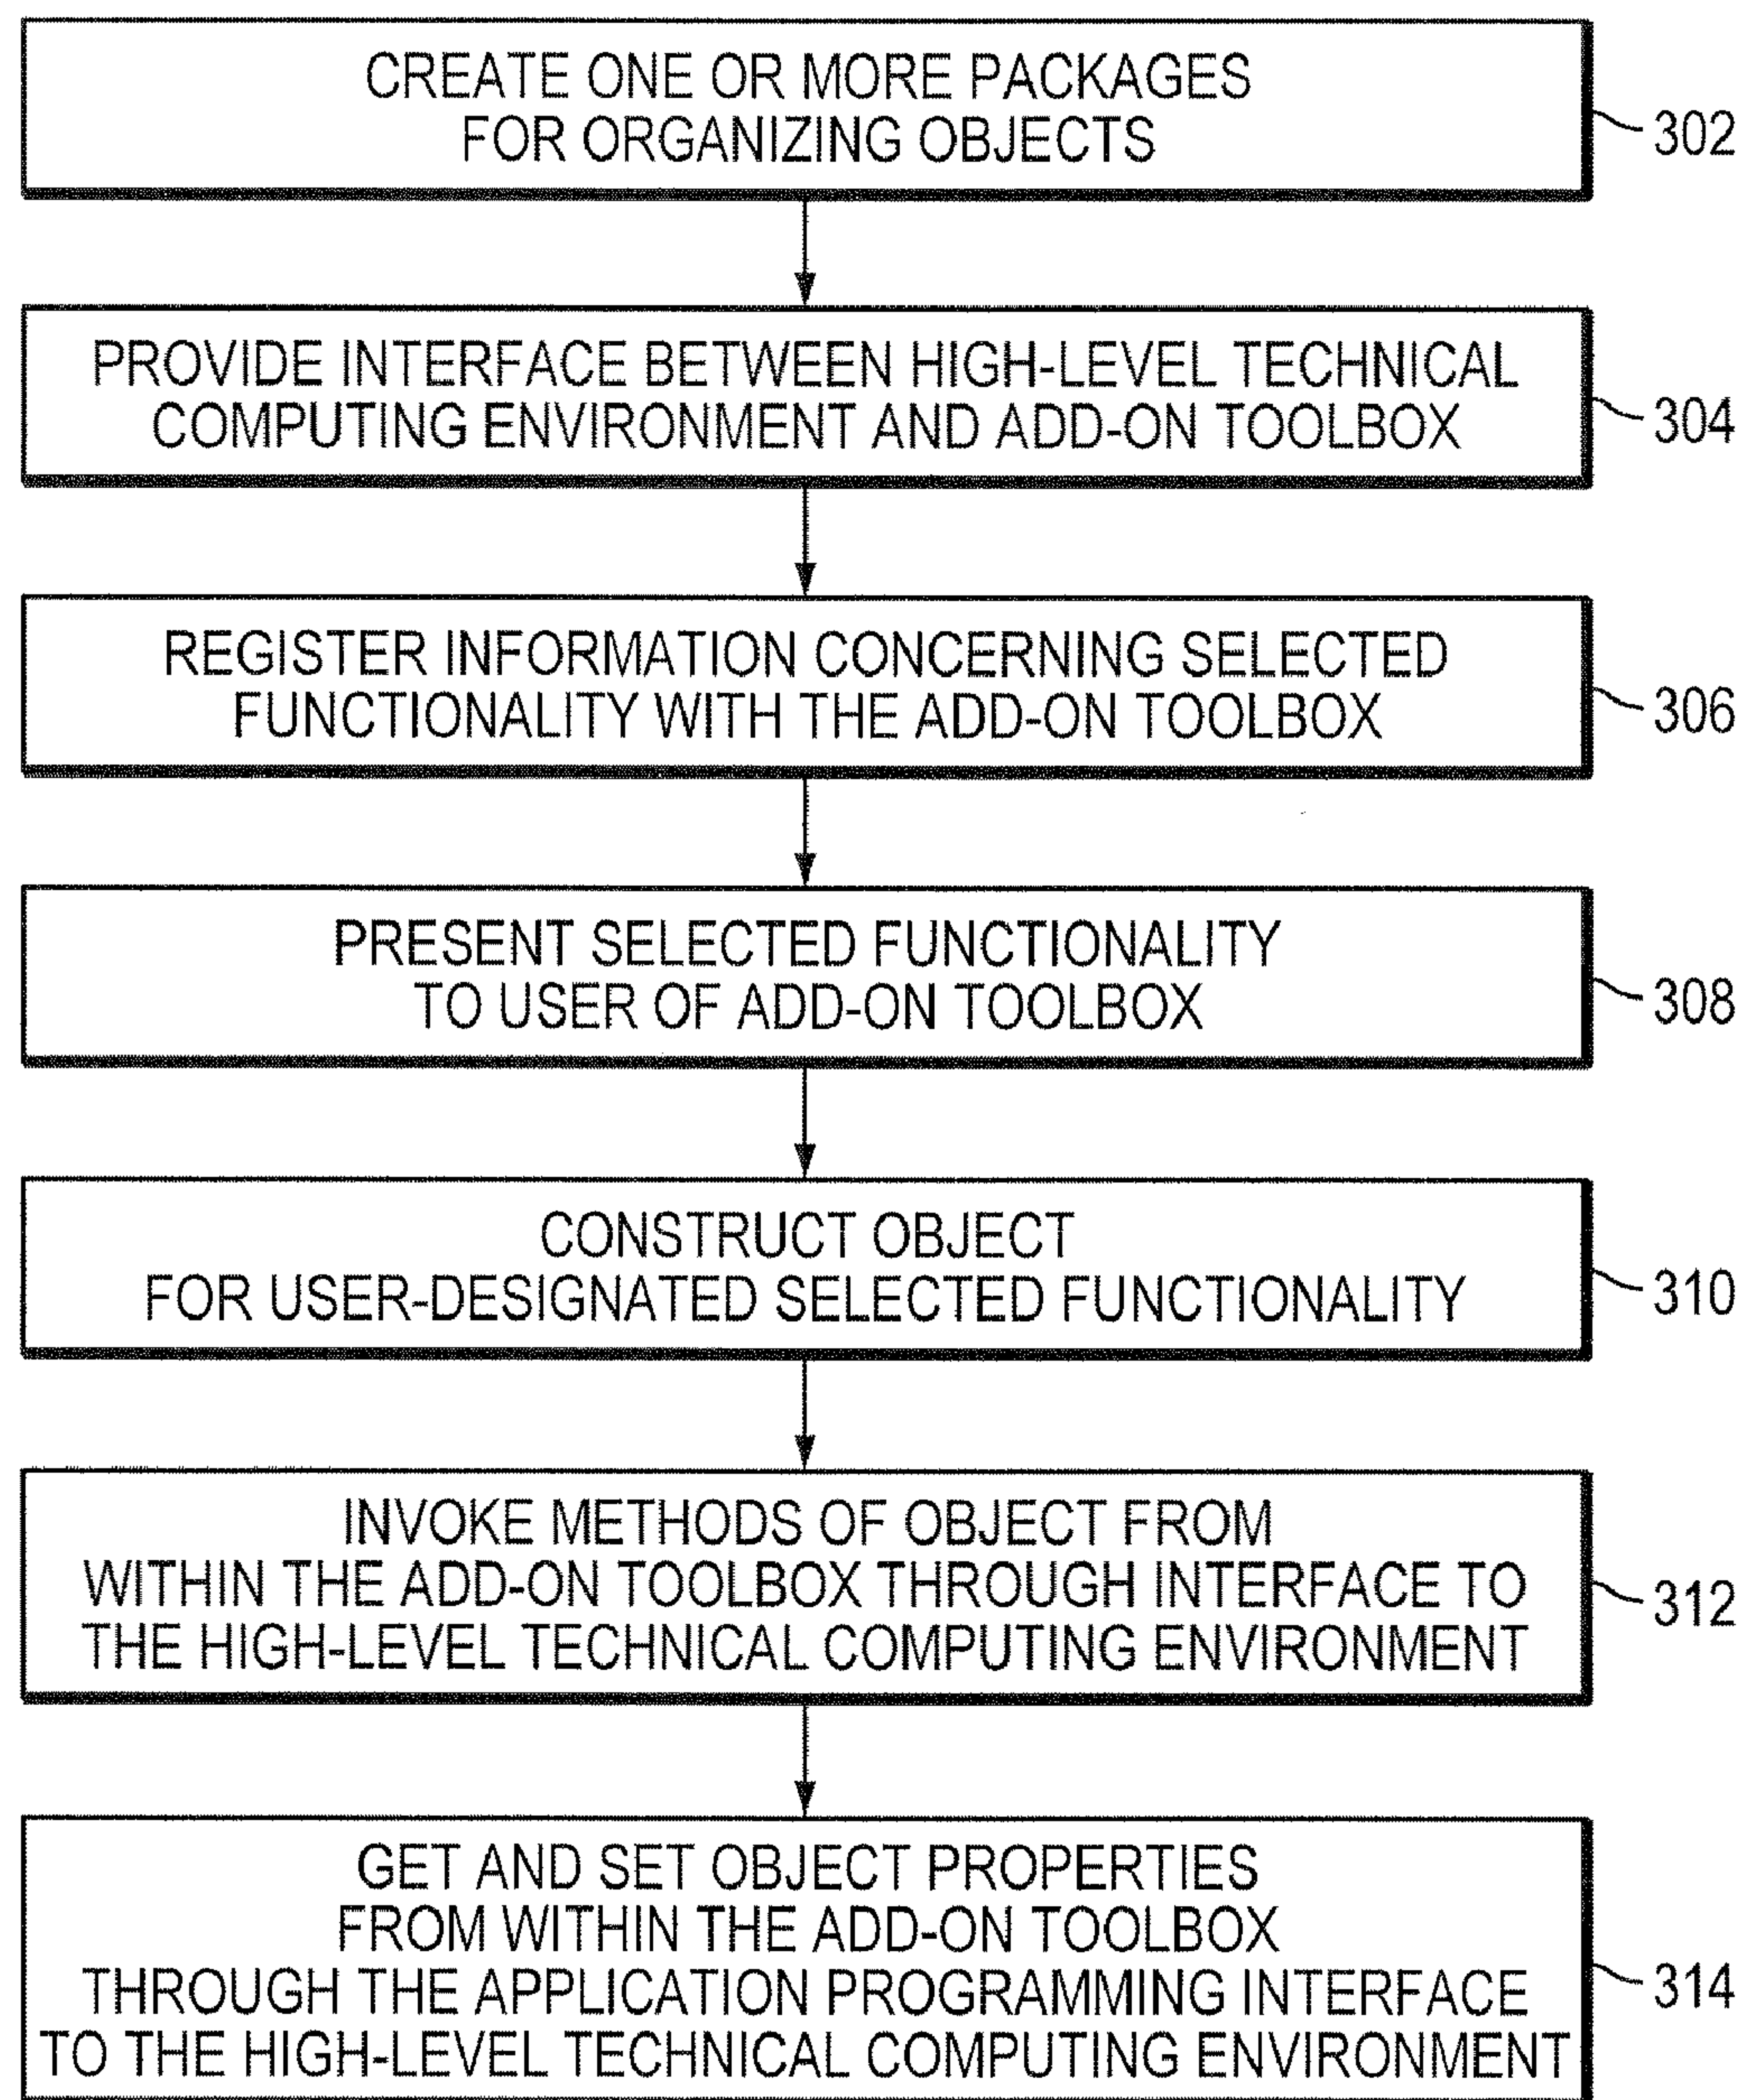 CREATE ONE OR MORE PACKAGES
FOR ORGANIZING OBJECTS
302
PROVIDE INTERFACE BETWEEN HIGH-LEVEL TECHNICAL
COMPUTING ENVIRONMENT AND ADD-ON TOOLBOX
304
REGISTER INFORMATION CONCERNING SELECTED
FUNCTIONALITY WITH THE ADD-ON TOOLBOX
306
PRESENT SELECTED FUNCTIONALITY
TO USER OF ADD-ON TOOLBOX
308
CONSTRUCT OBJECT
FOR USER-DESIGNATED SELECTED FUNCTIONALITY
310
INVOKE METHODS OF OBJECT FROM
WITHIN THE ADD-ON TOOLBOX THROUGH INTERFACE TO
THE HIGH-LEVEL TECHNICAL COMPUTING ENVIRONMENT
312
GET AND SET OBJECT PROPERTIES
FROM WITHIN THE ADD-ON TOOLBOX
THROUGH THE APPLICATION PROGRAMMING INTERFACE
TO THE HIGH-LEVEL TECHNICAL COMPUTING ENVIRONMENT
314